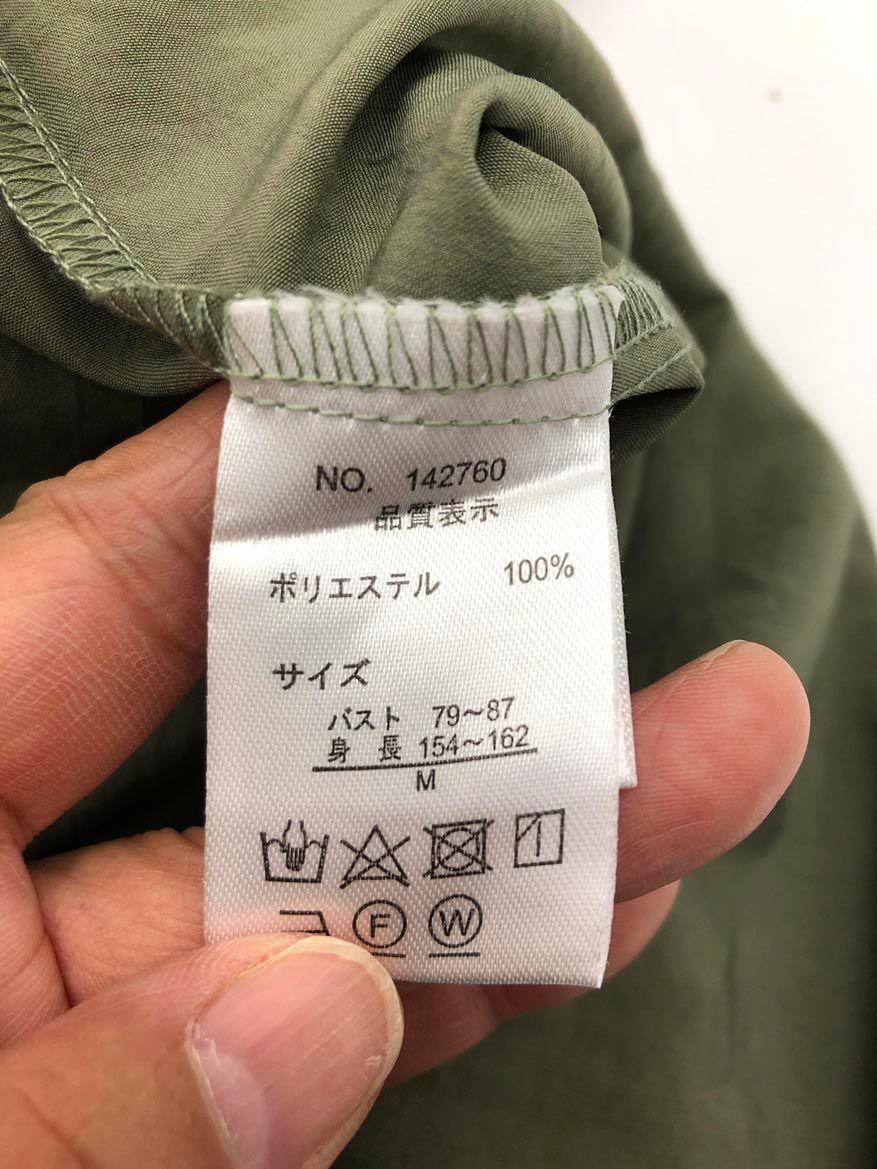 NO. 142760
品質表示
ポリエステル 100%
サイズ
バスト 79～87
身長 154～162
M
F W